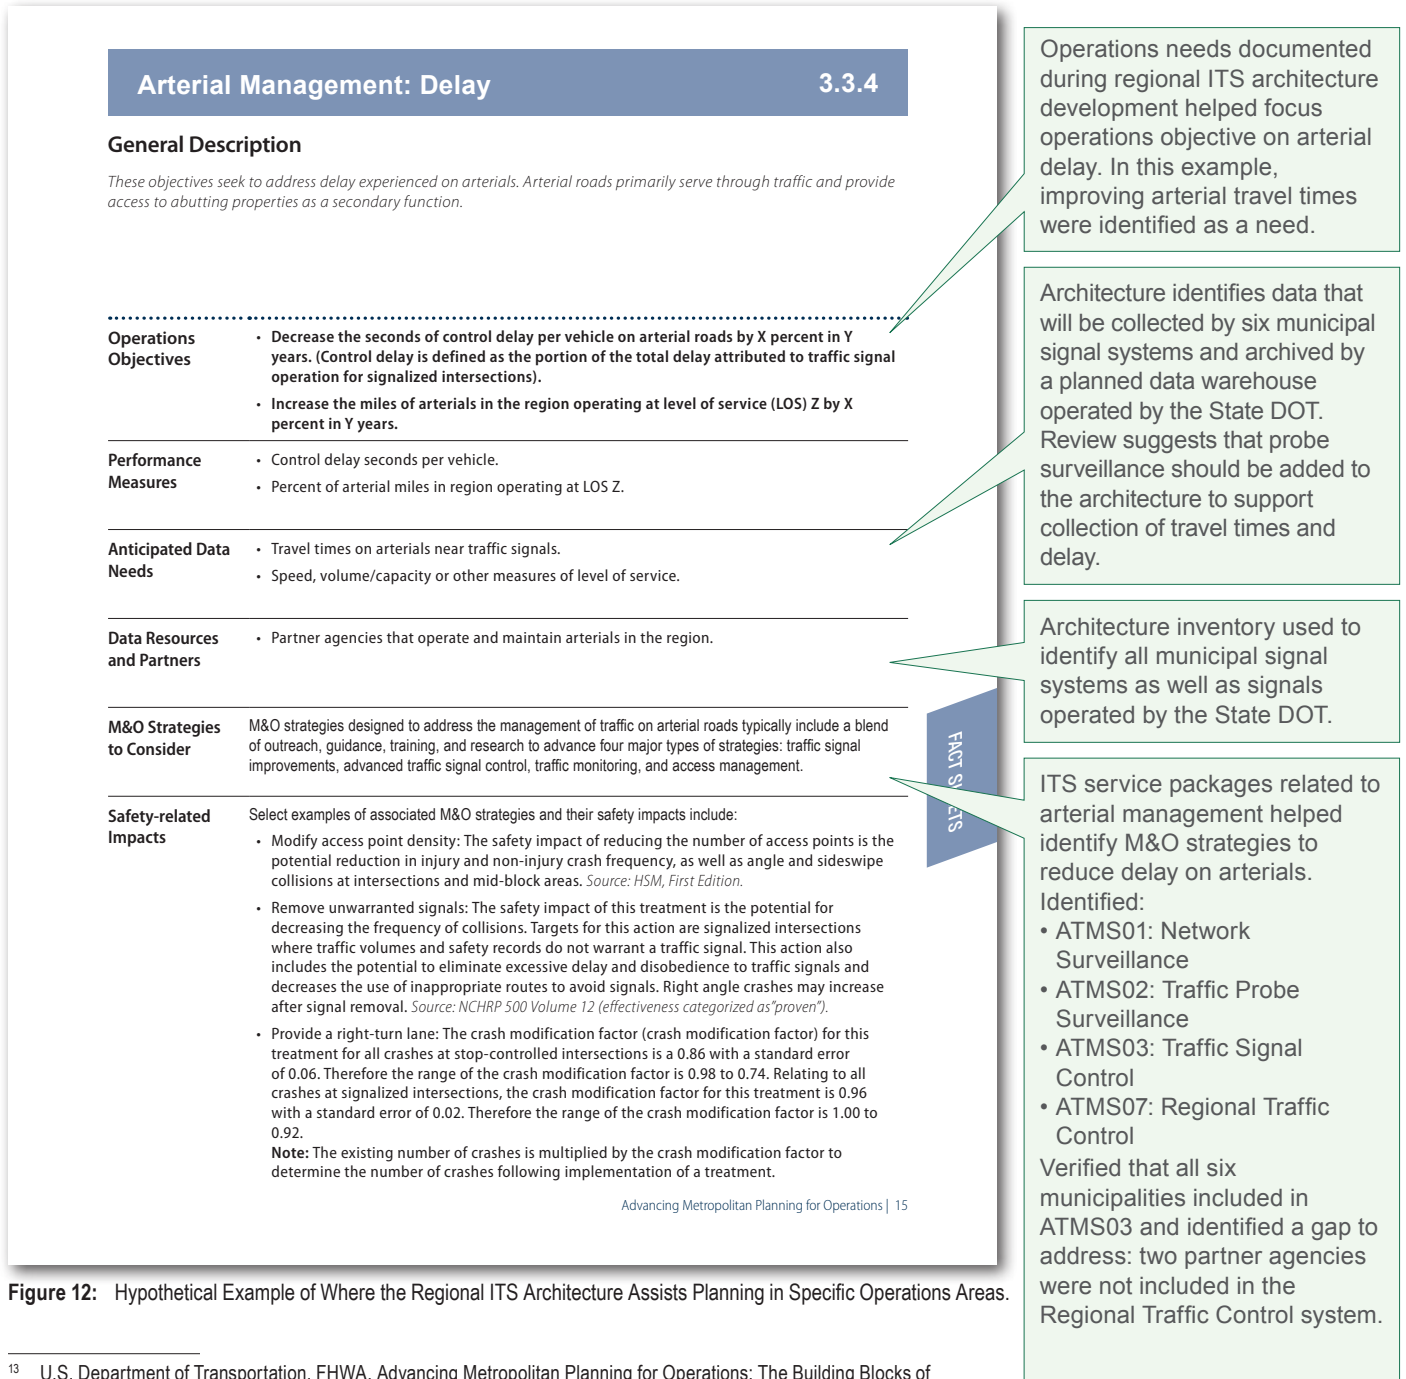 Arterial Management: Delay 3.3.4
General Description
These objectives seek to address delay experienced on arterials. Arterial roads primarily serve through traffic and provide
access to abutting properties as a secondary function.
Operations
Objectives
• Decrease the seconds of control delay per vehicle on arterial roads by X percent in Y
years. (Control delay is defined as the portion of the total delay attributed to traffic signal
operation for signalized intersections).
• Increase the miles of arterials in the region operating at level of service (LOS) Z by X
percent in Y years.
Performance
Measures
• Control delay seconds per vehicle.
• Percent of arterial miles in region operating at LOS Z.
Anticipated Data
Needs
• Travel times on arterials near traffic signals.
• Speed, volume/capacity or other measures of level of service.
Data Resources
and Partners
• Partner agencies that operate and maintain arterials in the region.
M&O Strategies
to Consider
M&O strategies designed to address the management of traffic on arterial roads typically include a blend
of outreach, guidance, training, and research to advance four major types of strategies: traffic signal
improvements, advanced traffic signal control, traffic monitoring, and access management.
Safety-related
Impacts
Select examples of associated M&O strategies and their safety impacts include:
• Modify access point density: The safety impact of reducing the number of access points is the
potential reduction in injury and non-injury crash frequency, as well as angle and sideswipe
collisions at intersections and mid-block areas. Source: HSM, First Edition.
• Remove unwarranted signals: The safety impact of this treatment is the potential for
decreasing the frequency of collisions. Targets for this action are signalized intersections
where traffic volumes and safety records do not warrant a traffic signal. This action also
includes the potential to eliminate excessive delay and disobedience to traffic signals and
decreases the use of inappropriate routes to avoid signals. Right angle crashes may increase
after signal removal. Source: NCHRP 500 Volume 12 (effectiveness categorized as"proven").
• Provide a right-turn lane: The crash modification factor (crash modification factor) for this
treatment for all crashes at stop-controlled intersections is a 0.86 with a standard error
of 0.06. Therefore the range of the crash modification factor is 0.98 to 0.74. Relating to all
crashes at signalized intersections, the crash modification factor for this treatment is 0.96
with a standard error of 0.02. Therefore the range of the crash modification factor is 1.00 to
0.92.
Note: The existing number of crashes is multiplied by the crash modification factor to
determine the number of crashes following implementation of a treatment.
Advancing Metropolitan Planning for Operations | 15
FACT
Operations needs documented
during regional ITS architecture
development helped focus
operations objective on arterial
delay. In this example,
improving arterial travel times
were identified as a need.
Architecture identifies data that
will be collected by six municipal
signal systems and archived by
a planned data warehouse
operated by the State DOT.
Review suggests that probe
surveillance should be added to
the architecture to support
collection of travel times and
delay.
Architecture inventory used to
identify all municipal signal
systems as well as signals
operated by the State DOT.
ITS service packages related to
arterial management helped
identify M&O strategies to
reduce delay on arterials.
Identified:
• ATMS01: Network
Surveillance
• ATMS02: Traffic Probe
Surveillance
• ATMS03: Traffic Signal
Control
• ATMS07: Regional Traffic
Control
Verified that all six
municipalities included in
ATMS03 and identified a gap to
address: two partner agencies
were not included in the
Regional Traffic Control system.
Figure 12: Hypothetical Example of Where the Regional ITS Architecture Assists Planning in Specific Operations Areas.
13 U.S. Department of Transportation, FHWA, Advancing Metropolitan Planning for Operations: The Building Blocks of